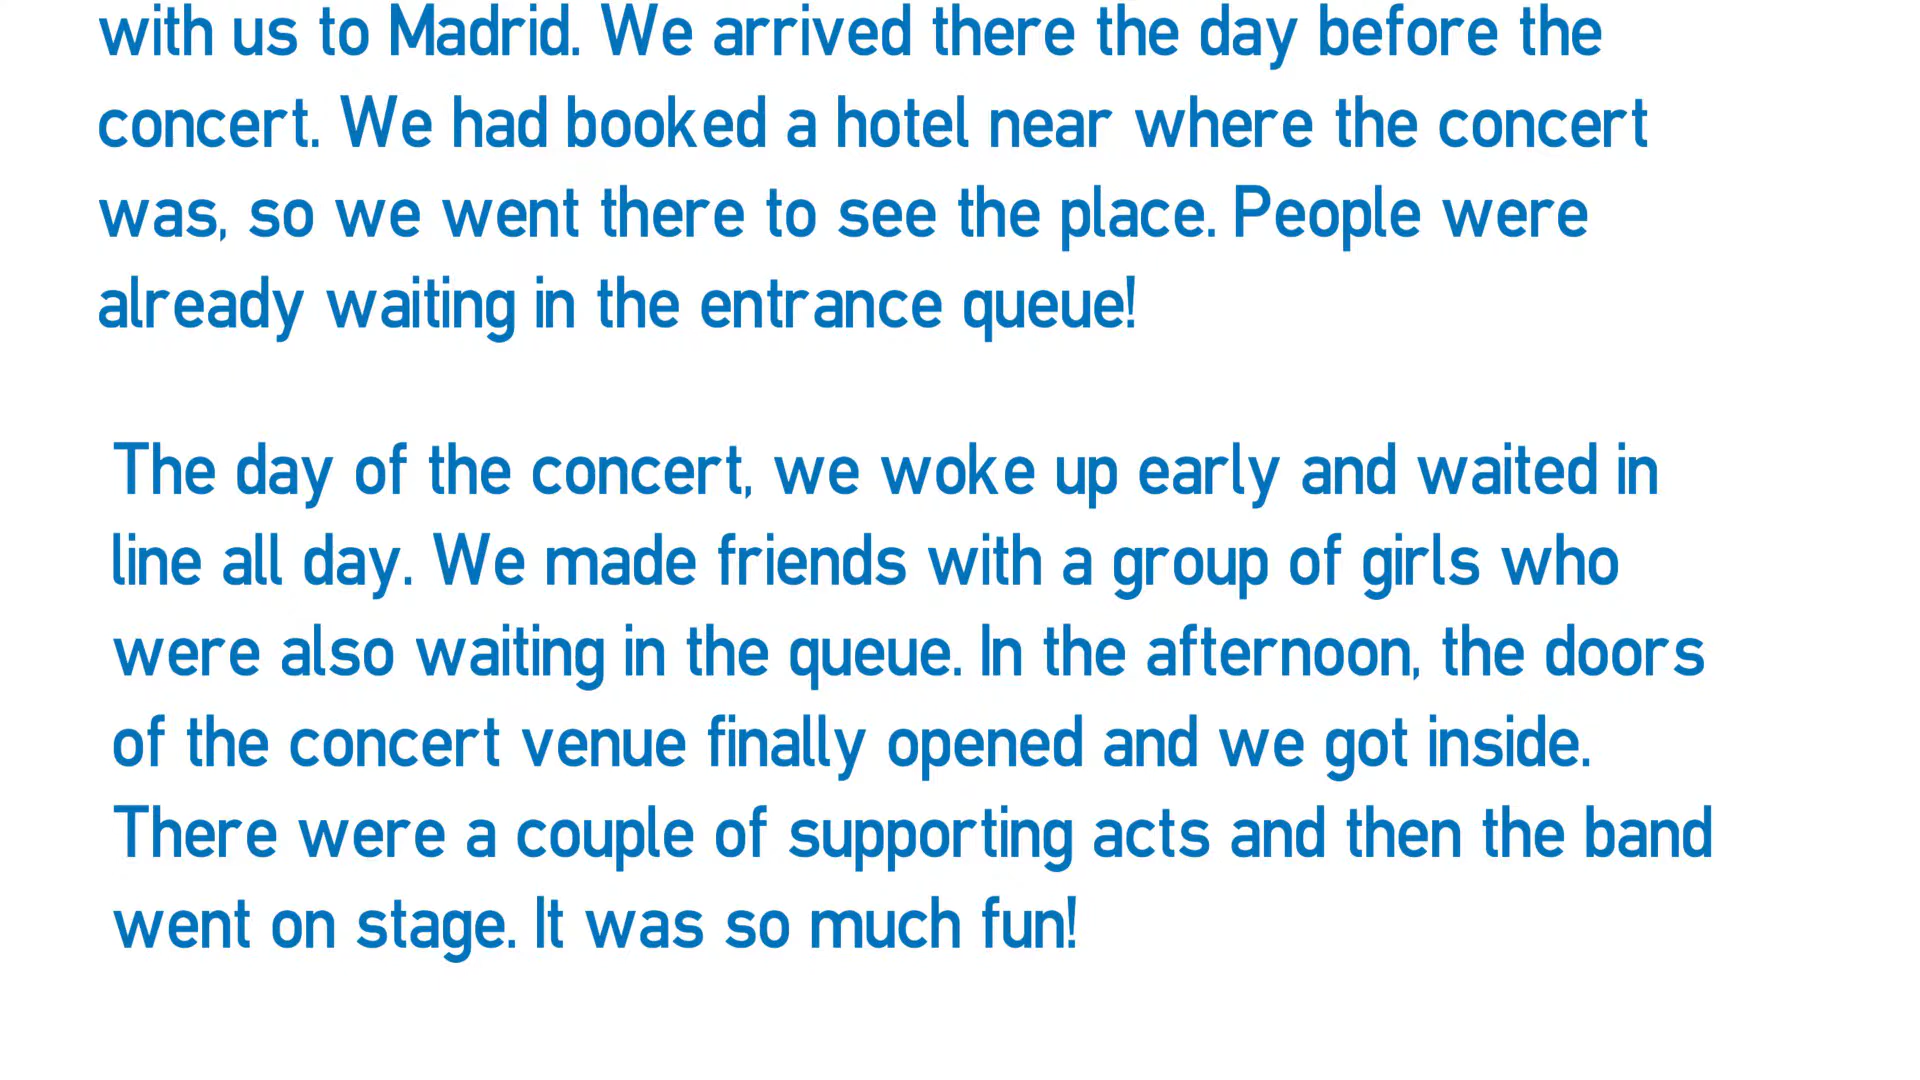 with us to Madrid. We arrived there the day before the
concert. We had booked a hotel near where the concert
was, so we went there to see the place. People were
already waiting in the entrance queue!
The day of the concert, we woke up early and waited in
line all day. We made friends with a group of girls who
were also waiting in the queue. In the afternoon, the doors
of the concert venue finally opened and we got inside.
There were a couple of supporting acts and then the band
went on stage. It was so much fun!